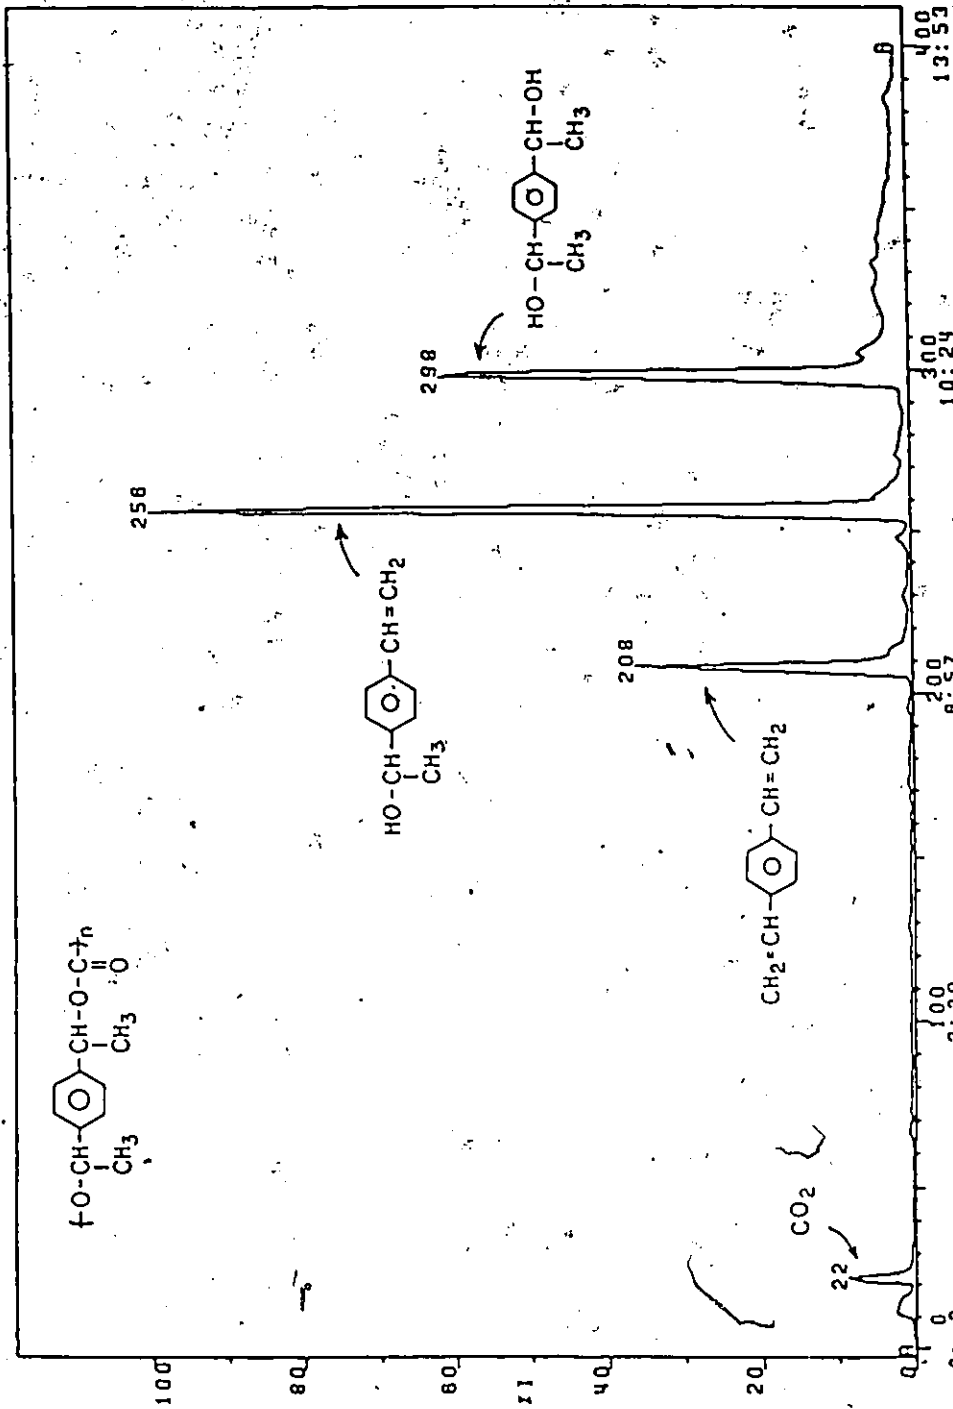 100
80
60
40
20
0
%I
(O-CH-⌬-CH-O-C)n
CH3
CH3
O
22
CO2
208
CH2=CH
CH=CH2
258
HO-CH
CH3
CH=CH2
298
HO-CH
CH3
CH-OH
CH3
0
100
200
300
400
10:24
13:53